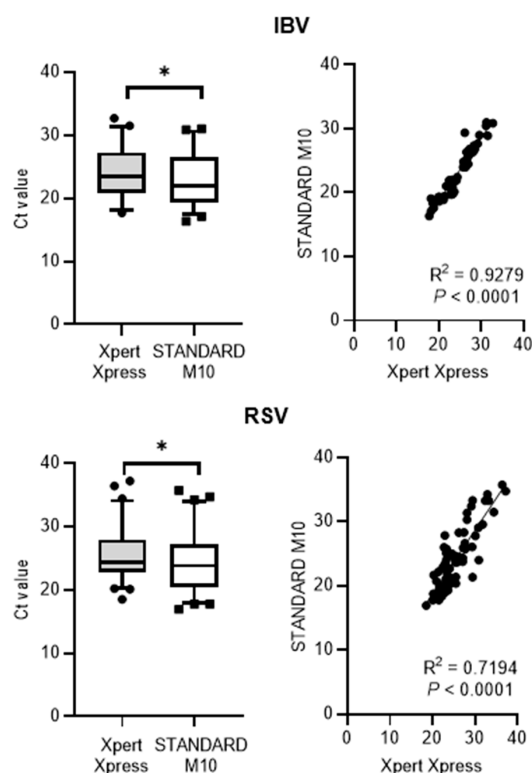 IBV
*
Ct value
40
30
20
10
0
Xpert
Xpress
STANDARD
M10
STANDARD M10
40
30
20
10
0
R² = 0.9279
P < 0.0001
0 10 20 30 40
Xpert Xpress
RSV
*
Ct value
40
30
20
10
0
Xpert
Xpress
STANDARD
M10
STANDARD M10
40
30
20
10
0
R² = 0.7194
P < 0.0001
0 10 20 30 40
Xpert Xpress